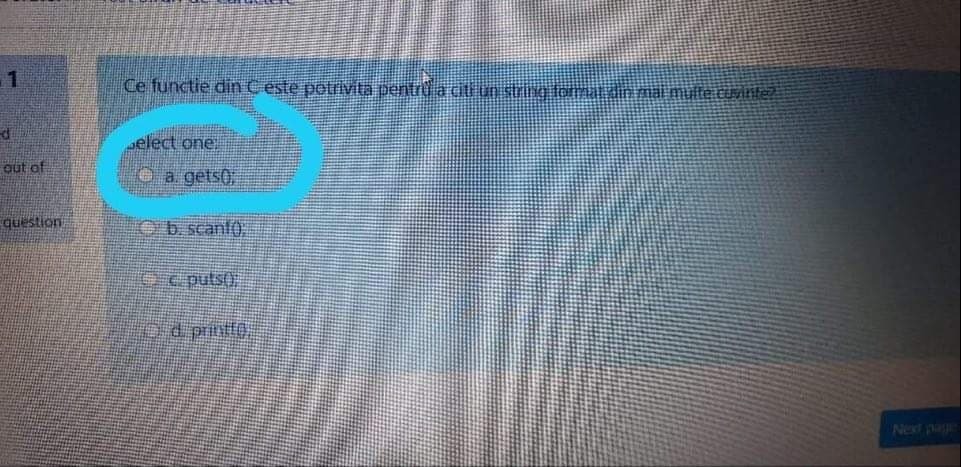 1
Ce functie din C este potrivita pentru a citi un string format din mai multe cuvinte?
ed
Select one:
out of
a. gets();
question
b. scanf();
c. puts();
d. printf();
Next page